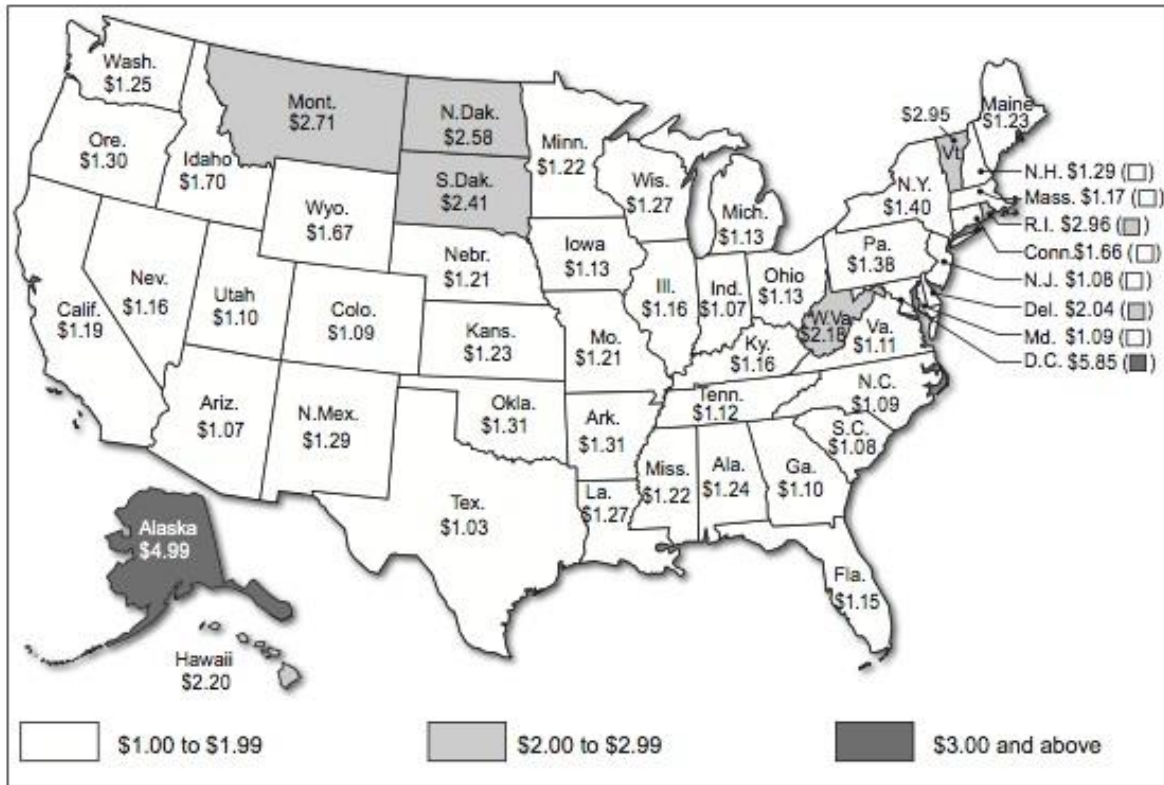 Wash.
$1.25
Mont.
$2.71
N.Dak.
$2.58
Minn.
$1.22
$2.95
Vt.
Maine
$1.23
Ore.
$1.30
Idaho
$1.70
S.Dak.
$2.41
Wis.
$1.27
Mich.
$1.13
N.Y.
$1.40
N.H. $1.29 ( )
Mass. $1.17 ( )
R.I. $2.96 ( )
Conn.$1.66 ( )
N.J. $1.08 ( )
Del. $2.04 ( )
Md. $1.09 ( )
D.C. $5.85 ( )
Wyo.
$1.67
Nebr.
$1.21
Iowa
$1.13
Pa.
$1.38
Nev.
$1.16
Utah
$1.10
Colo.
$1.09
Kans.
$1.23
Mo.
$1.21
Ill.
$1.16
Ind.
$1.07
Ohio
$1.13
W.Va.
$2.18
Va.
$1.11
Calif.
$1.19
Ky.
$1.16
Ariz.
$1.07
N.Mex.
$1.29
Okla.
$1.31
Ark.
$1.31
Tenn.
$1.12
N.C.
$1.09
S.C.
$1.08
Tex.
$1.03
La.
$1.27
Miss.
$1.22
Ala.
$1.24
Ga.
$1.10
Fla.
$1.15
Alaska
$4.99
Hawaii
$2.20
$1.00 to $1.99
$2.00 to $2.99
$3.00 and above